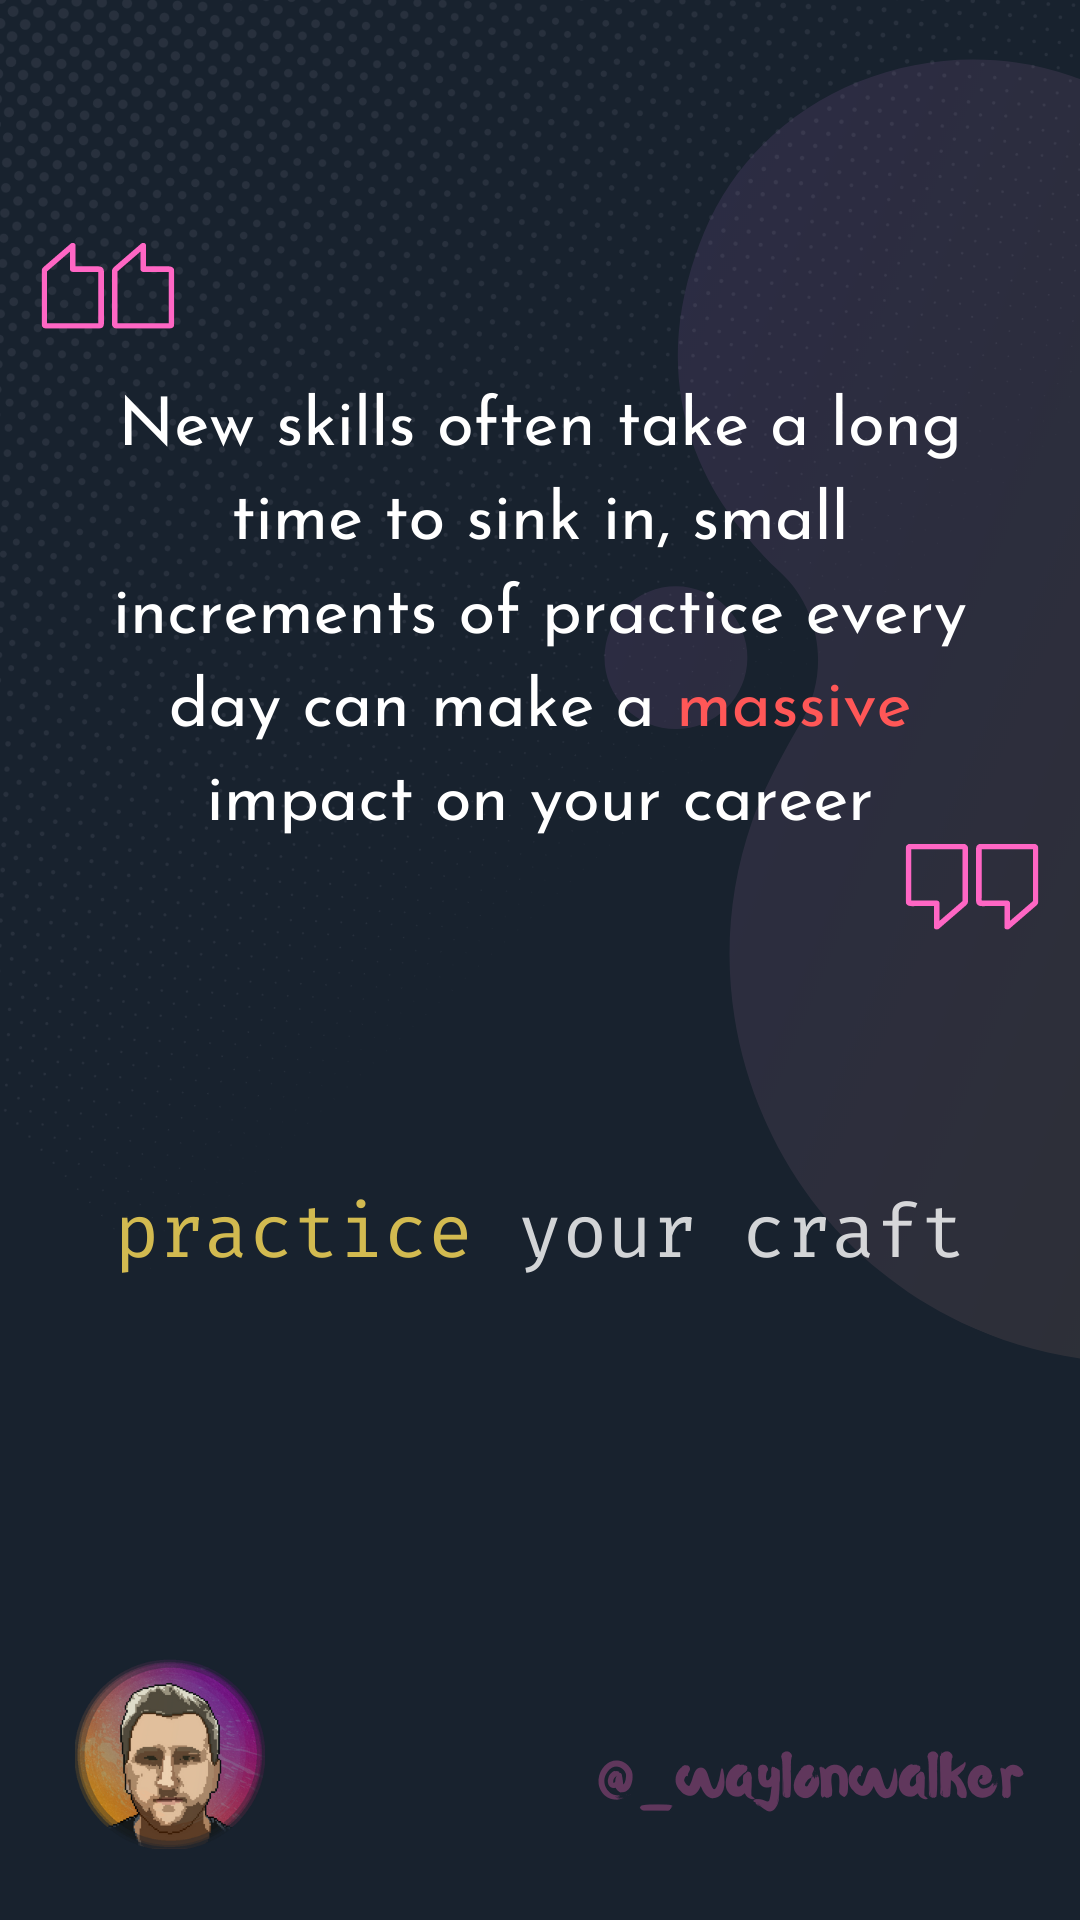 New skills often take a long
time to sink in, small
increments of practice every
day can make a massive
impact on your career
practice your craft
@_waylonwalker